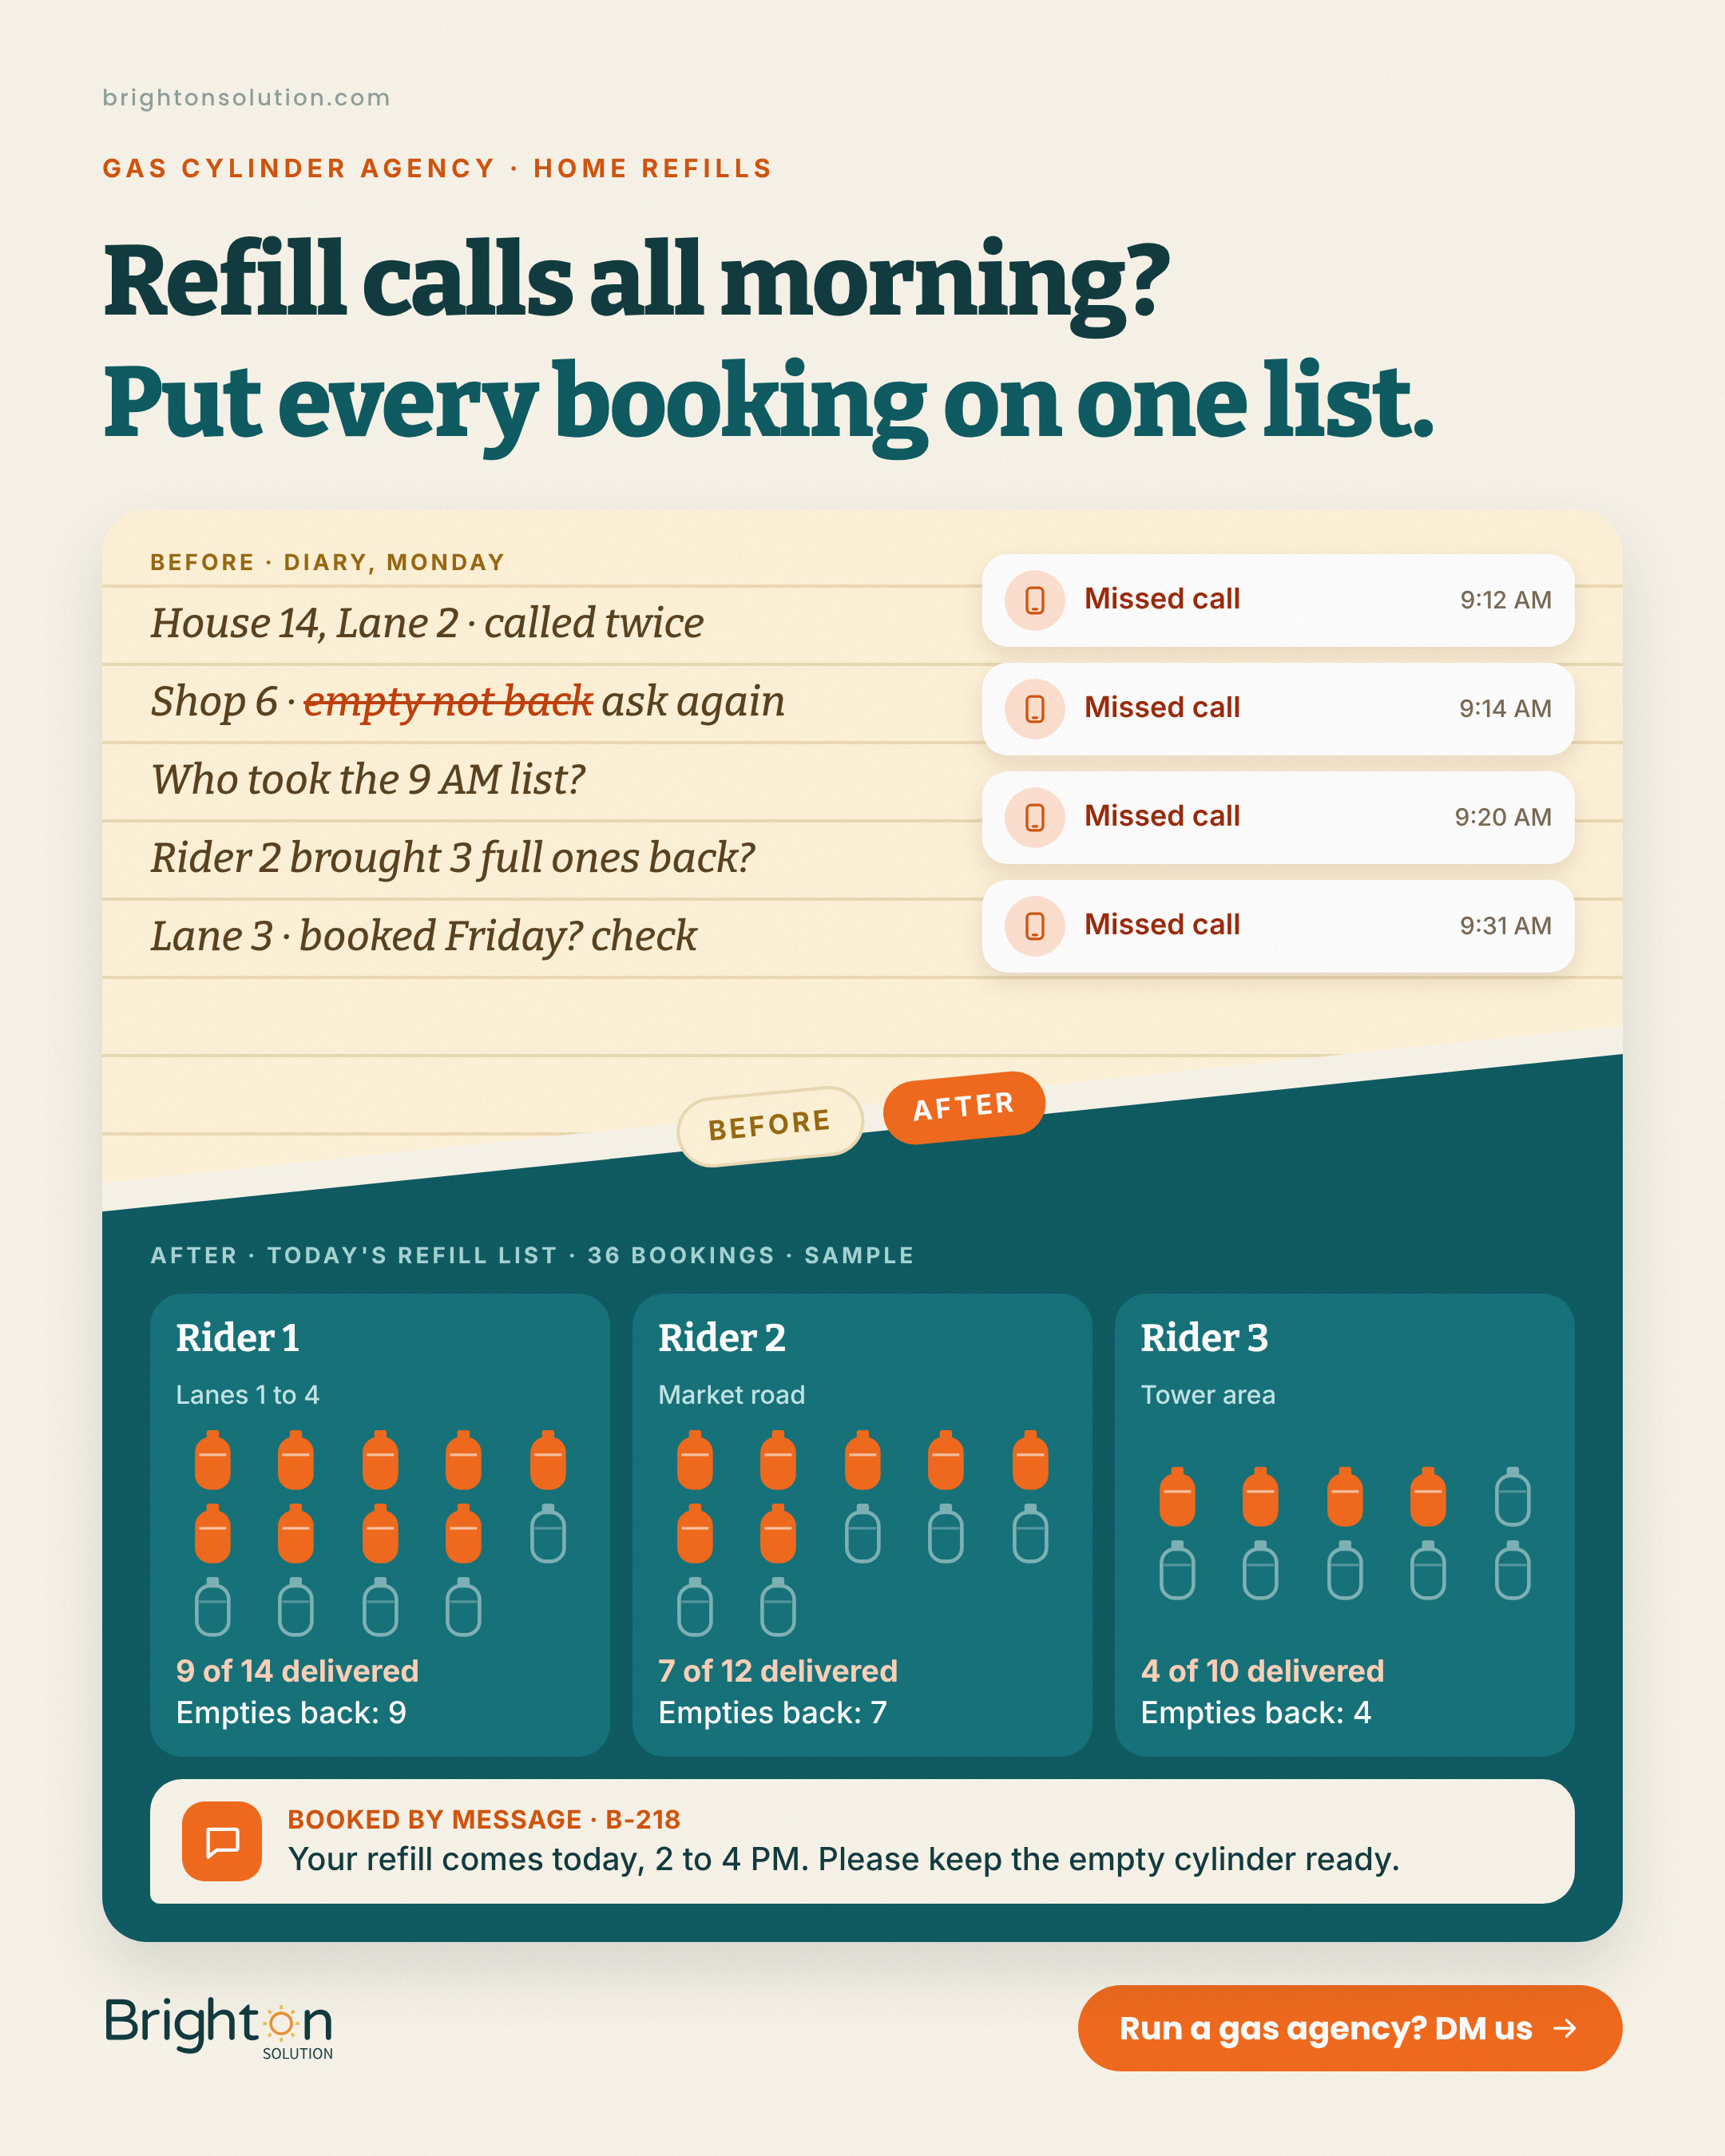 brightonsolution.com
GAS CYLINDER AGENCY · HOME REFILLS
Refill calls all morning?
Put every booking on one list.
BEFORE · DIARY, MONDAY
House 14, Lane 2 · called twice
Shop 6 · empty not back ask again
Who took the 9 AM list?
Rider 2 brought 3 full ones back?
Lane 3 · booked Friday? check
Missed call 9:12 AM
Missed call 9:14 AM
Missed call 9:20 AM
Missed call 9:31 AM
BEFORE
AFTER
AFTER · TODAY'S REFILL LIST · 36 BOOKINGS · SAMPLE
Rider 1
Lanes 1 to 4
9 of 14 delivered
Empties back: 9
Rider 2
Market road
7 of 12 delivered
Empties back: 7
Rider 3
Tower area
4 of 10 delivered
Empties back: 4
BOOKED BY MESSAGE · B-218
Your refill comes today, 2 to 4 PM. Please keep the empty cylinder ready.
Brighton
SOLUTION
Run a gas agency? DM us →